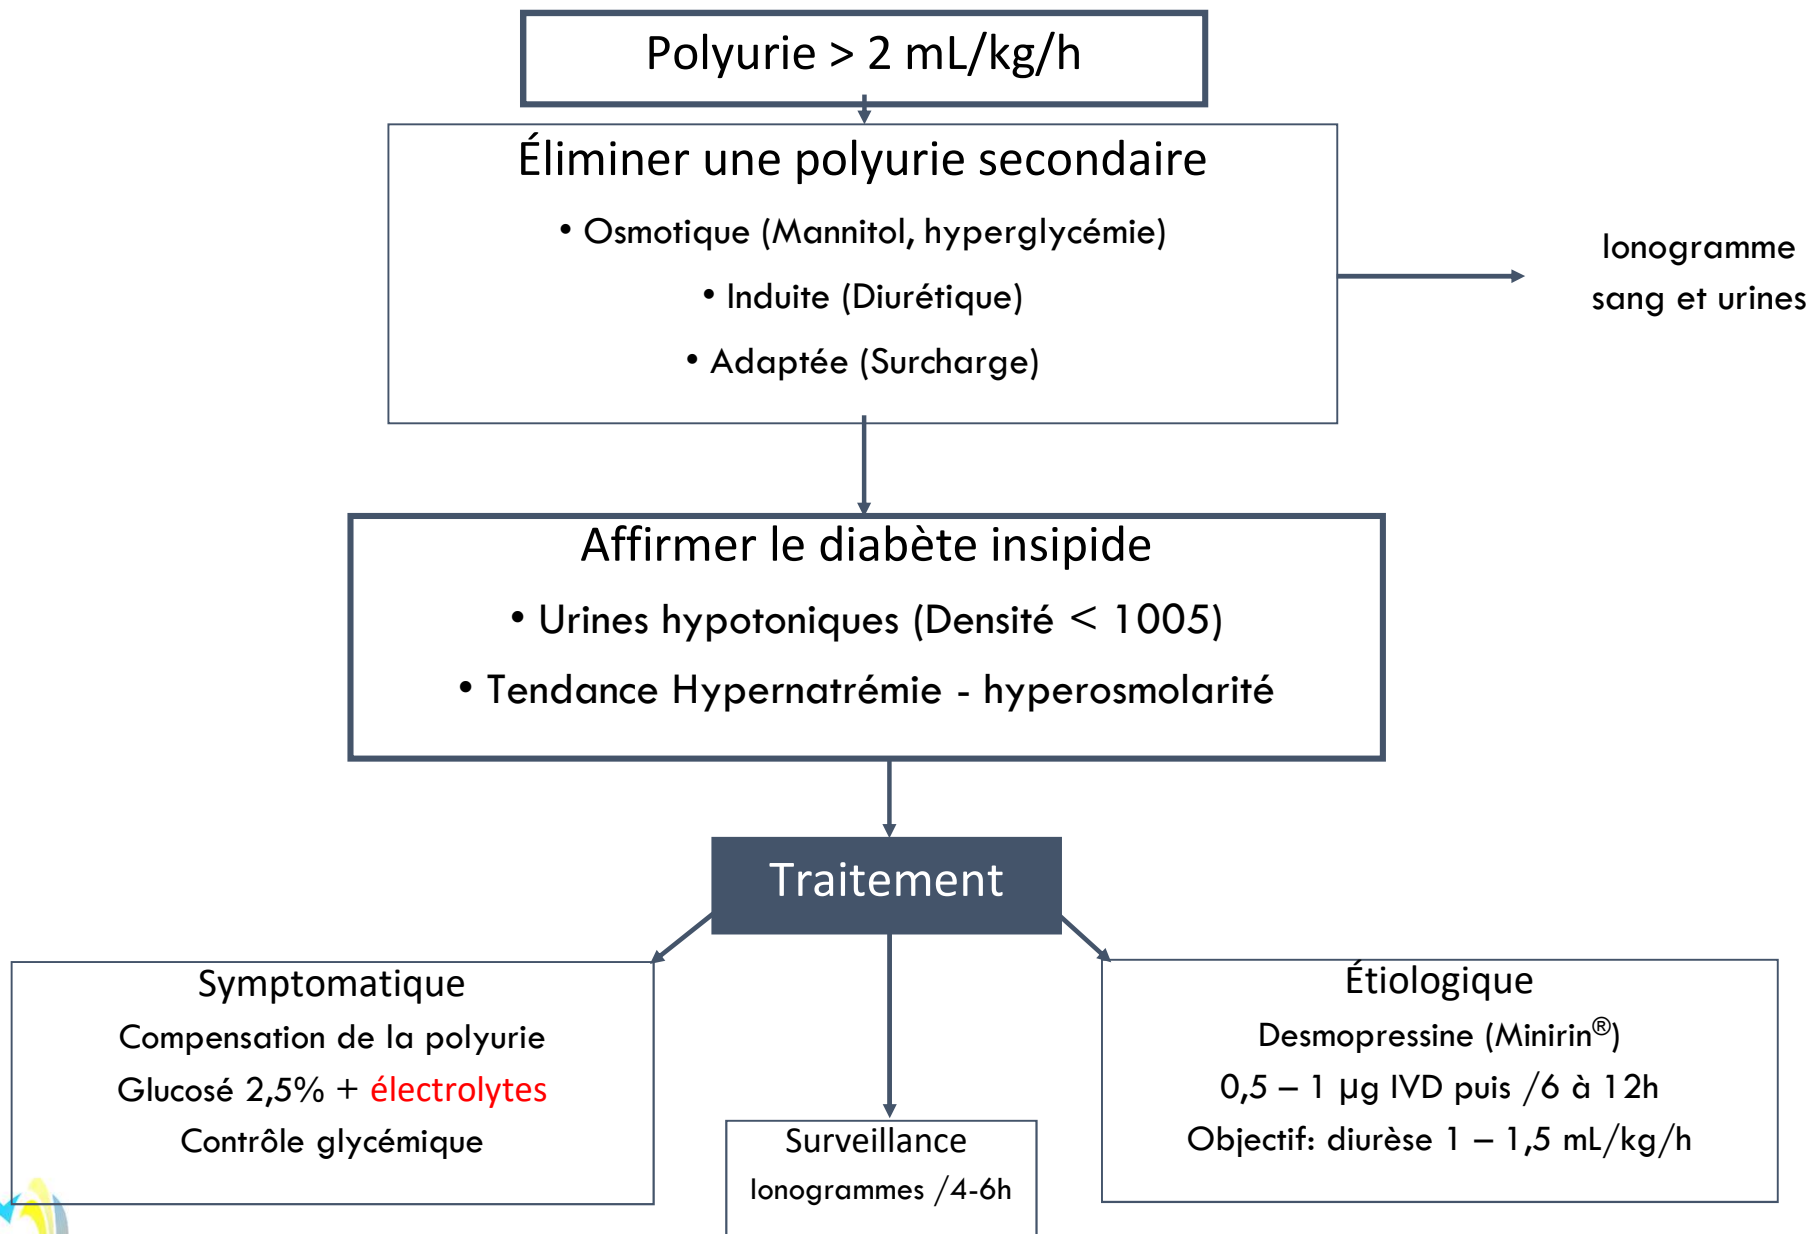 Polyurie > 2 mL/kg/h
Éliminer une polyurie secondaire
• Osmotique (Mannitol, hyperglycémie)
• Induite (Diurétique)
• Adaptée (Surcharge)
Ionogramme
sang et urines
Affirmer le diabète insipide
• Urines hypotoniques (Densité < 1005)
• Tendance Hypernatrémie - hyperosmolarité
Traitement
Symptomatique
Compensation de la polyurie
Glucosé 2,5% + électrolytes
Contrôle glycémique
Surveillance
Ionogrammes /4-6h
Étiologique
Desmopressine (Minirin®)
0,5 – 1 µg IVD puis /6 à 12h
Objectif: diurèse 1 – 1,5 mL/kg/h